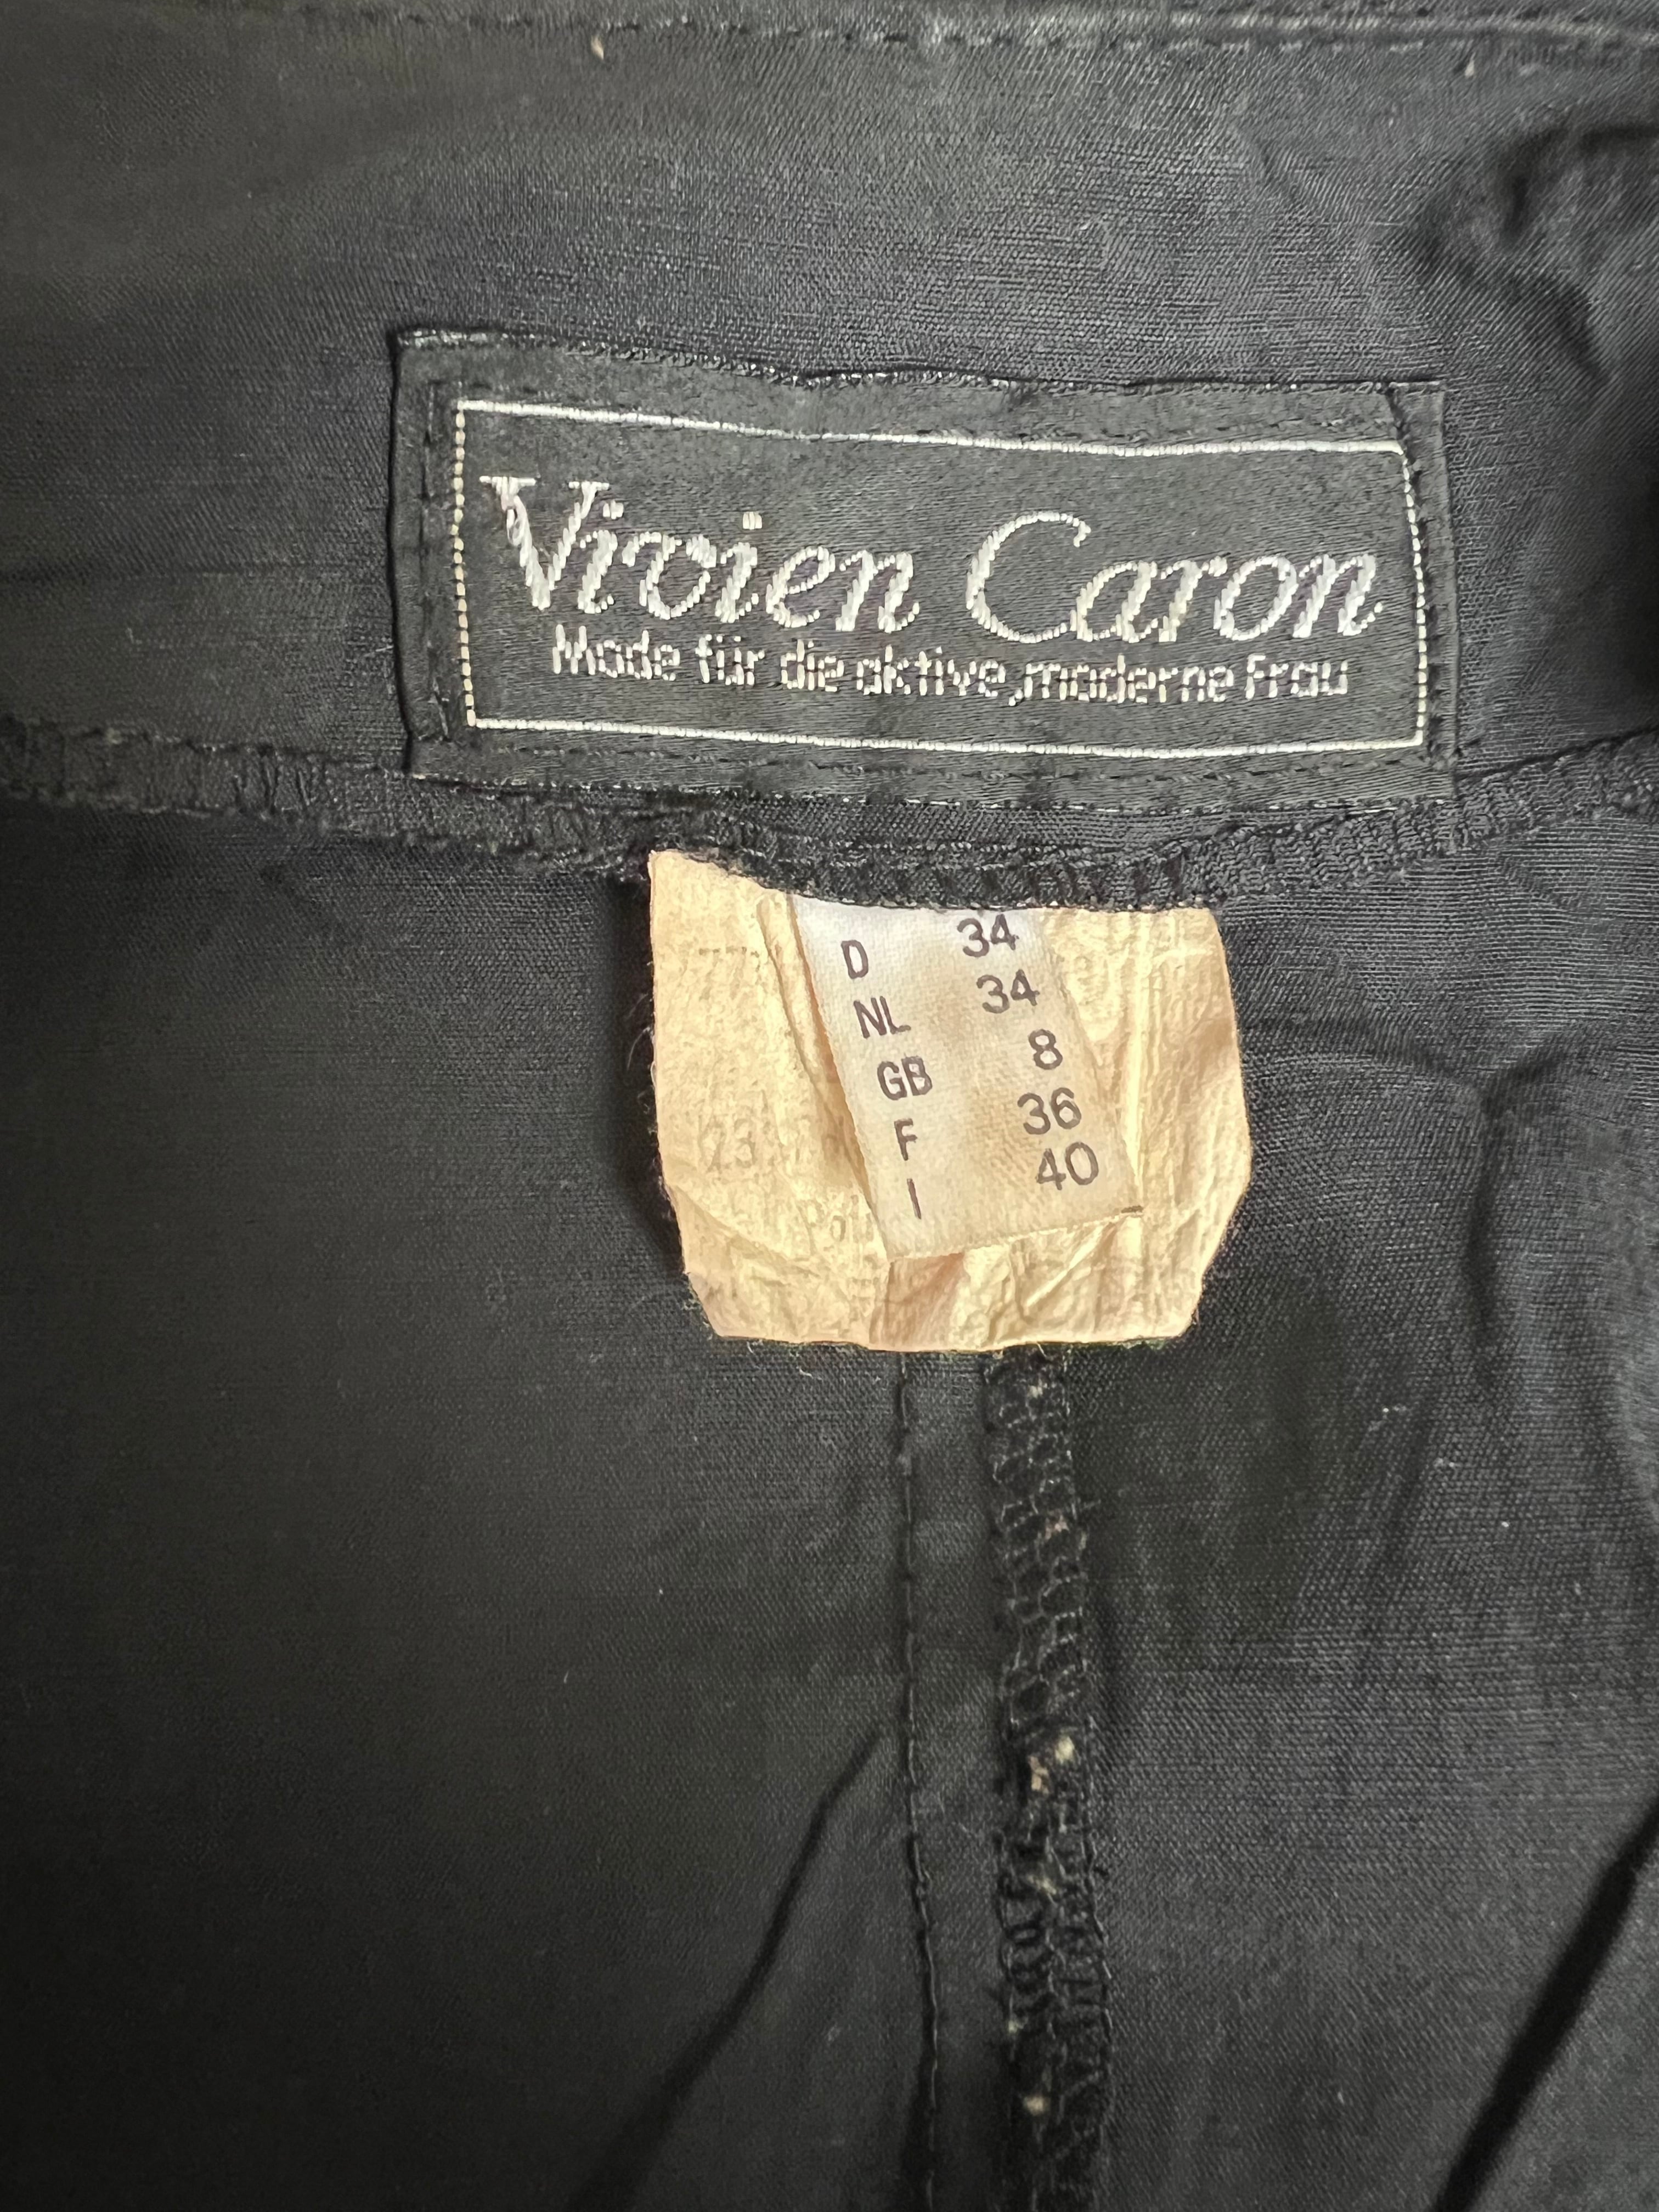 Vivien Caron
Mode für die aktive, moderne Frau
D 34
NL 34
GB 8
F 36
I 40